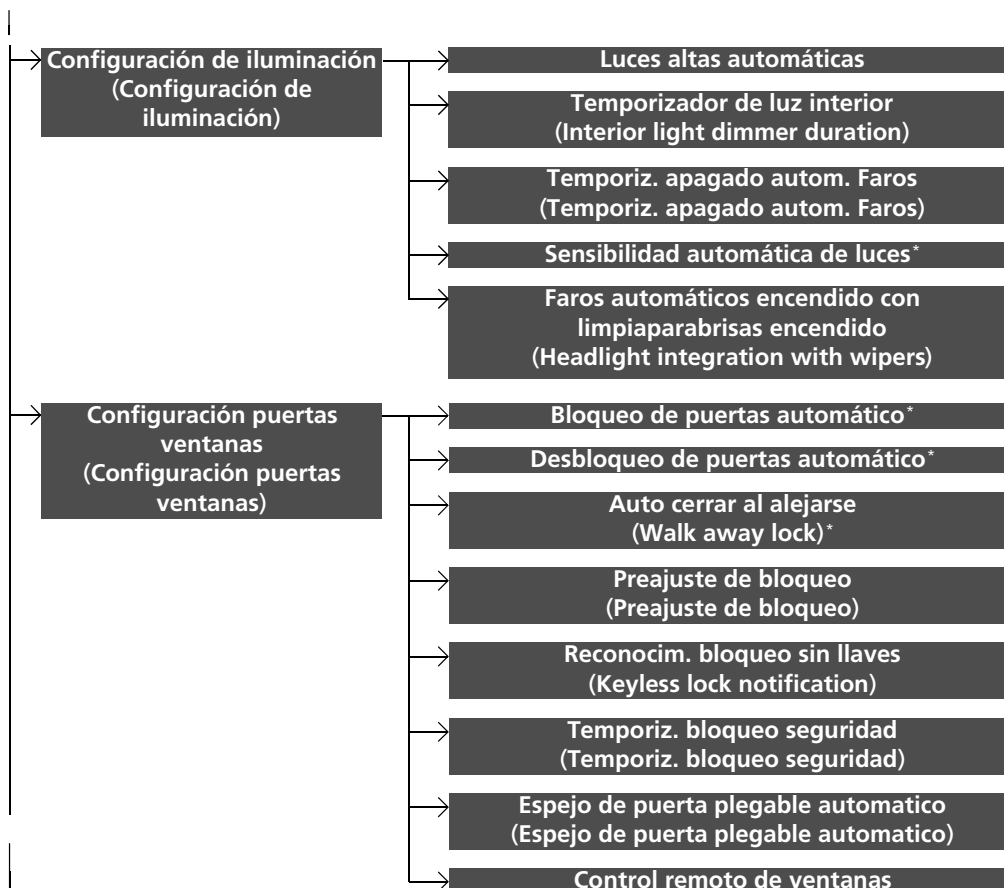 Configuración de iluminación
(Configuración de
iluminación)
Luces altas automáticas
Temporizador de luz interior
(Interior light dimmer duration)
Temporiz. apagado autom. Faros
(Temporiz. apagado autom. Faros)
Sensibilidad automática de luces*
Faros automáticos encendido con
limpiaparabrisas encendido
(Headlight integration with wipers)
Configuración puertas
ventanas
(Configuración puertas
ventanas)
Bloqueo de puertas automático*
Desbloqueo de puertas automático*
Auto cerrar al alejarse
(Walk away lock)*
Preajuste de bloqueo
(Preajuste de bloqueo)
Reconocim. bloqueo sin llaves
(Keyless lock notification)
Temporiz. bloqueo seguridad
(Temporiz. bloqueo seguridad)
Espejo de puerta plegable automatico
(Espejo de puerta plegable automatico)
Control remoto de ventanas